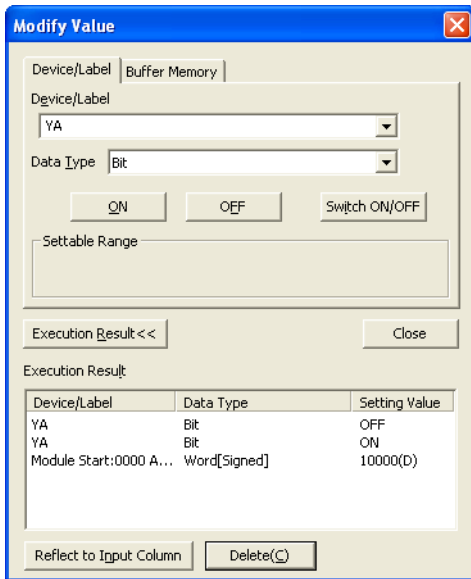 Modify Value
Device/Label Buffer Memory
Device/Label
YA
Data Type Bit
ON OFF Switch ON/OFF
Settable Range
Execution Result<< Close
Execution Result
Device/Label Data Type Setting Value
YA Bit OFF
YA Bit ON
Module Start:0000 A... Word[Signed] 10000(D)
Reflect to Input Column Delete(C)